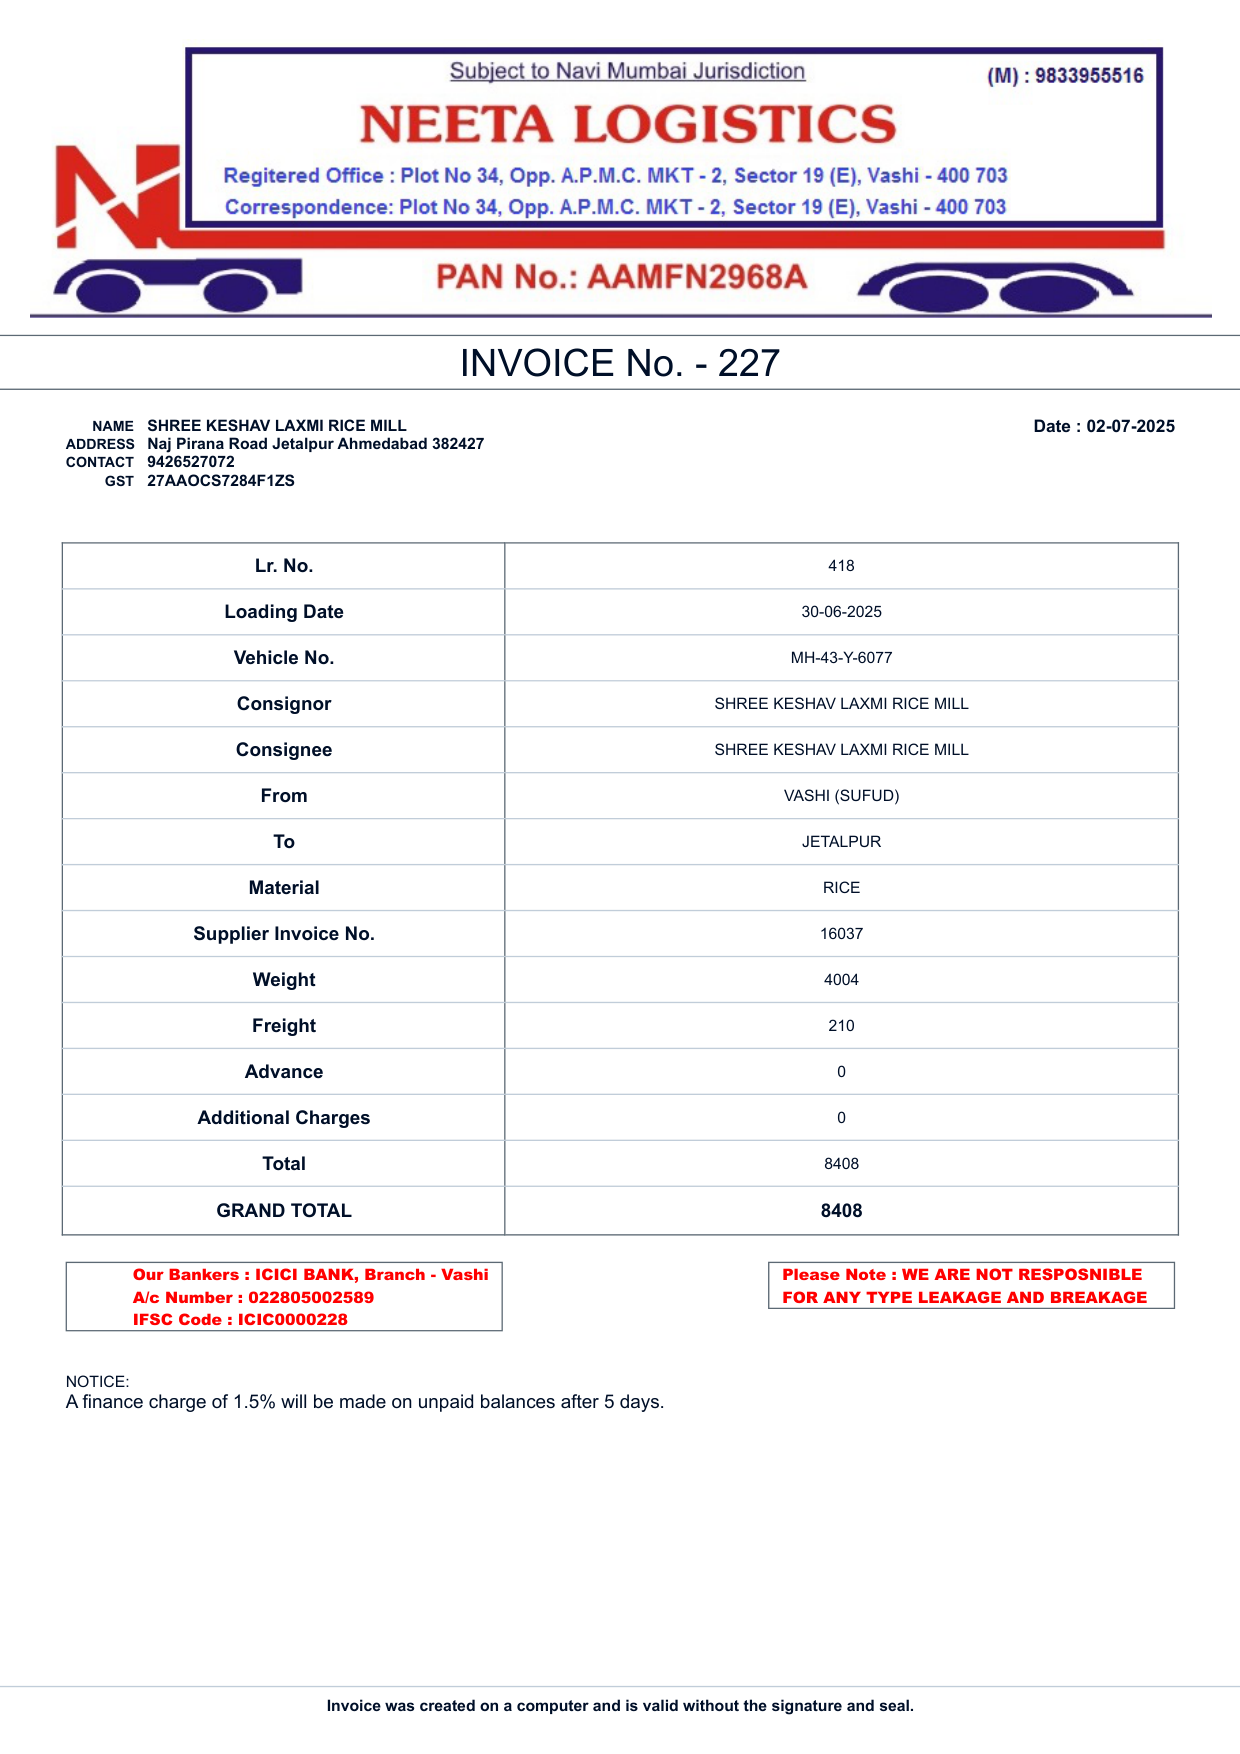 Subject to Navi Mumbai Jurisdiction
(M) : 9833955516
NEETA LOGISTICS
Regitered Office : Plot No 34, Opp. A.P.M.C. MKT - 2, Sector 19 (E), Vashi - 400 703
Correspondence: Plot No 34, Opp. A.P.M.C. MKT - 2, Sector 19 (E), Vashi - 400 703
NL
PAN No.: AAMFN2968A
INVOICE No. - 227
NAME SHREE KESHAV LAXMI RICE MILL
Date : 02-07-2025
ADDRESS Naj Pirana Road Jetalpur Ahmedabad 382427
CONTACT 9426527072
GST 27AAOCS7284F1ZS
Lr. No. 418
Loading Date 30-06-2025
Vehicle No. MH-43-Y-6077
Consignor SHREE KESHAV LAXMI RICE MILL
Consignee SHREE KESHAV LAXMI RICE MILL
From VASHI (SUFUD)
To JETALPUR
Material RICE
Supplier Invoice No. 16037
Weight 4004
Freight 210
Advance 0
Additional Charges 0
Total 8408
GRAND TOTAL 8408
Our Bankers : ICICI BANK, Branch - Vashi
A/c Number : 022805002589
IFSC Code : ICIC0000228
Please Note : WE ARE NOT RESPOSNIBLE
FOR ANY TYPE LEAKAGE AND BREAKAGE
NOTICE:
A finance charge of 1.5% will be made on unpaid balances after 5 days.
Invoice was created on a computer and is valid without the signature and seal.